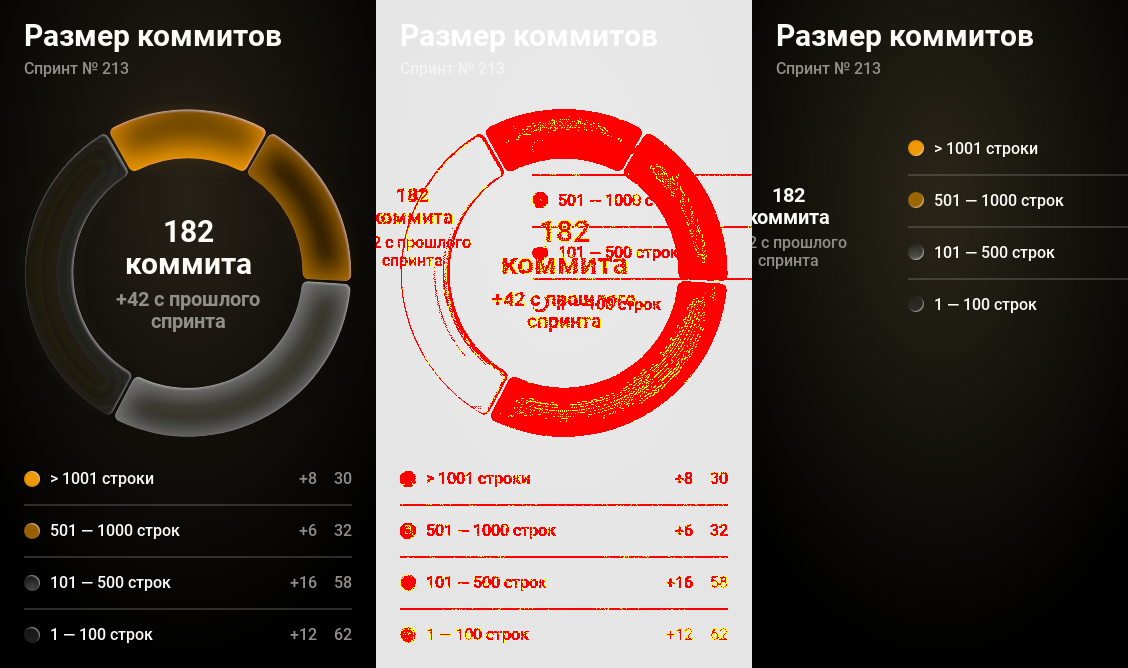 Размер коммитов
Спринт № 213
182
коммита
+42 с прошлого
спринта
> 1001 строки +8 30
501 — 1000 строк +6 32
101 — 500 строк +16 58
1 — 100 строк +12 62
Размер коммитов
Спринт № 213
182
коммита
2 с прошлого
спринта
501 — 1000 с
101 — 500 строк
182
коммита
+42 с прошлого
спринта
> 1001 строки +8 30
501 — 1000 строк +6 32
101 — 500 строк +16 58
1 — 100 строк +12 62
Размер коммитов
Спринт № 213
182
коммита
2 с прошлого
спринта
> 1001 строки
501 — 1000 строк
101 — 500 строк
1 — 100 строк